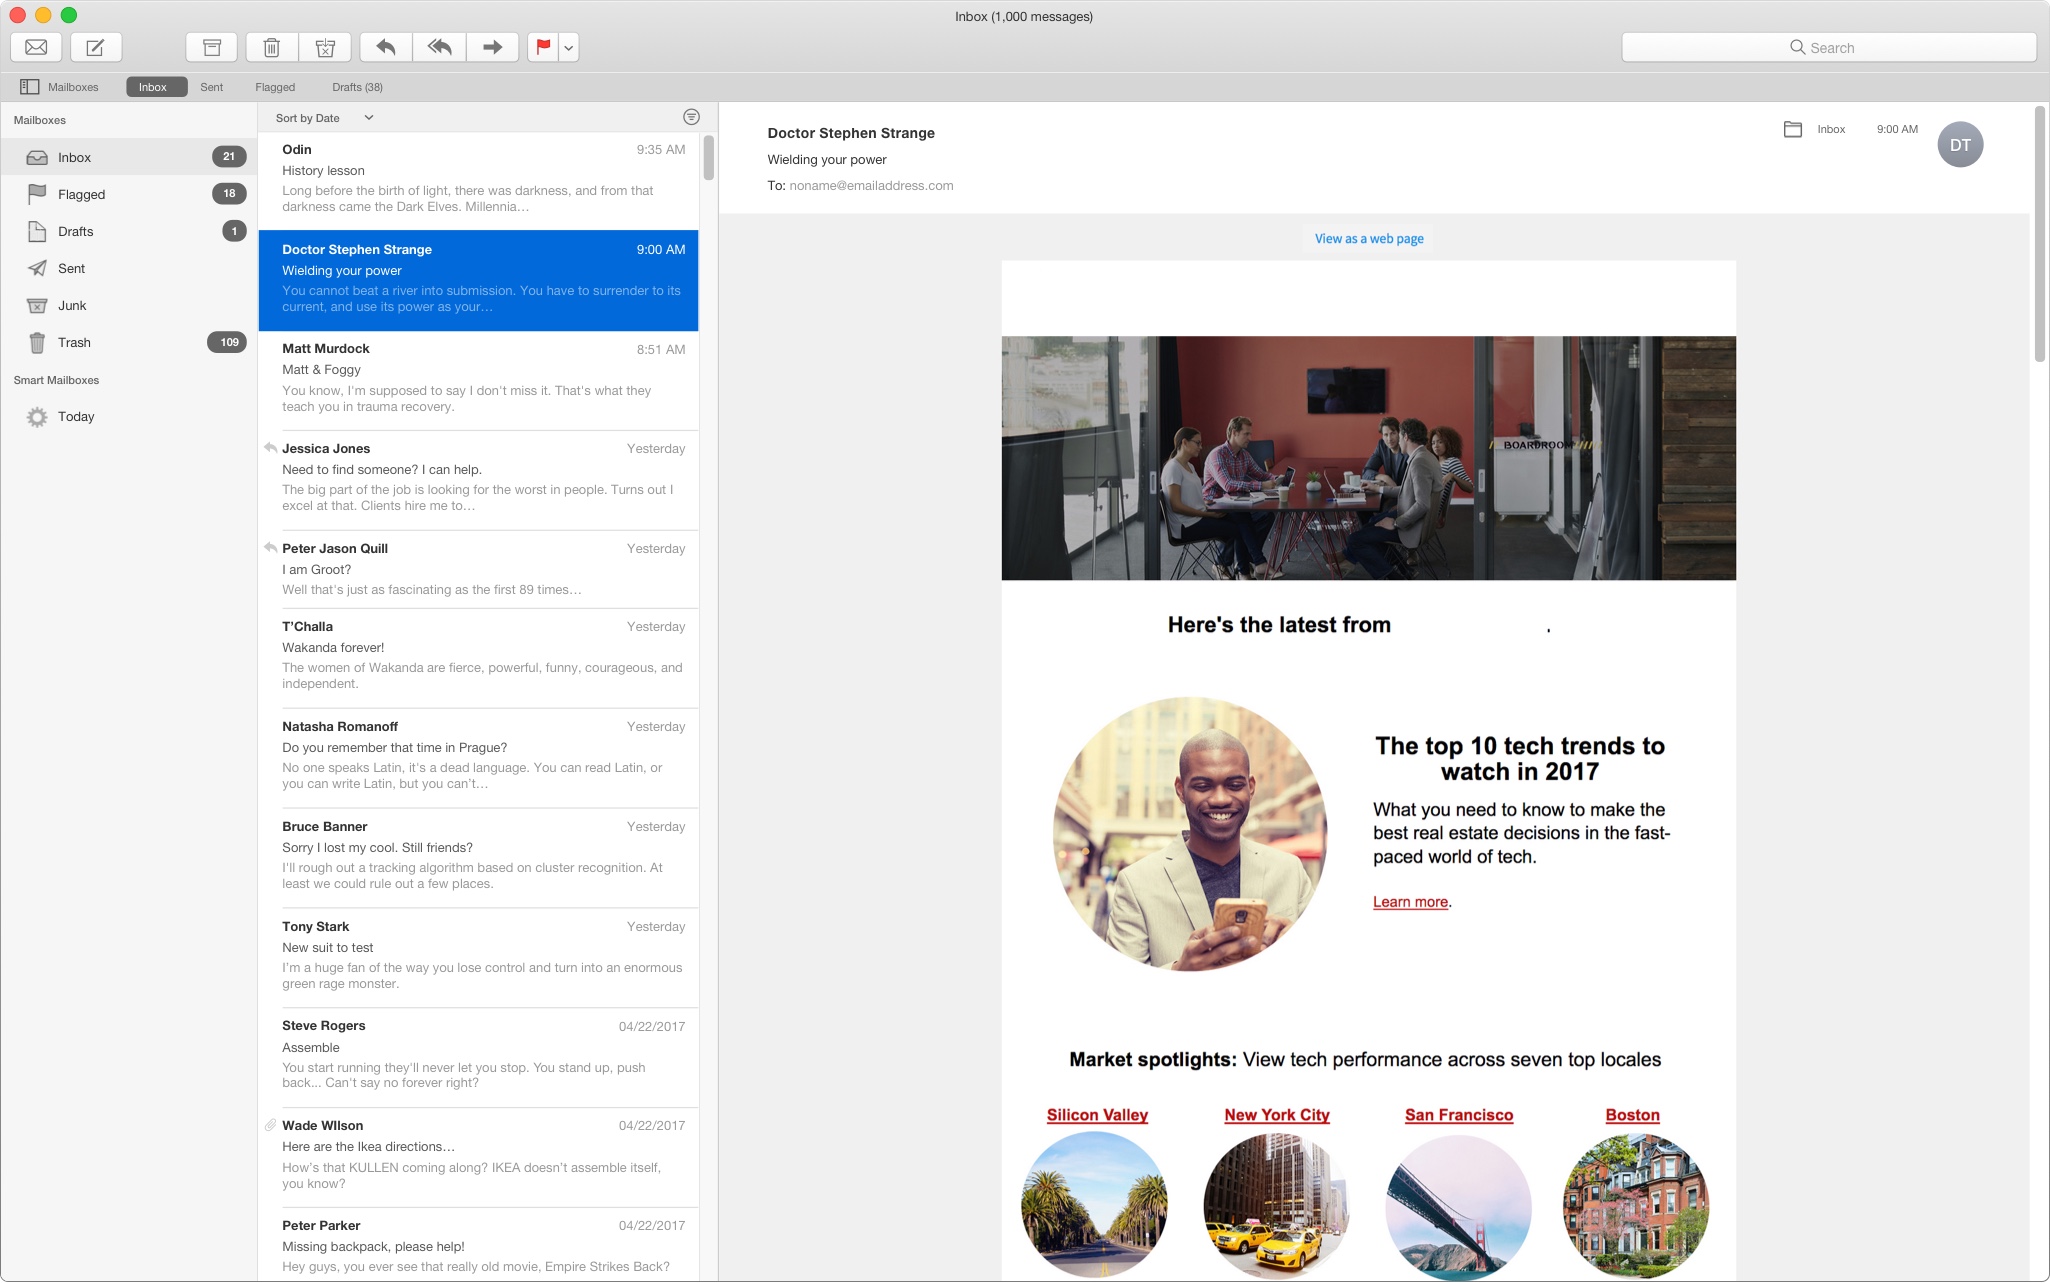 Inbox (1,000 messages)
Search
Mailboxes
Inbox
Sent
Flagged
Drafts (38)
Mailboxes
Inbox
21
Flagged
18
Drafts
1
Sent
Junk
Trash
109
Smart Mailboxes
Today
Sort by Date
Odin
9:35 AM
History lesson
Long before the birth of light, there was darkness, and from that
darkness came the Dark Elves. Millennia…
Doctor Stephen Strange
9:00 AM
Wielding your power
You cannot beat a river into submission. You have to surrender to its
current, and use its power as your…
Matt Murdock
8:51 AM
Matt & Foggy
You know, I'm supposed to say I don't miss it. That's what they
teach you in trauma recovery.
Jessica Jones
Yesterday
Need to find someone? I can help.
The big part of the job is looking for the worst in people. Turns out I
excel at that. Clients hire me to…
Peter Jason Quill
Yesterday
I am Groot?
Well that's just as fascinating as the first 89 times…
T’Challa
Yesterday
Wakanda forever!
The women of Wakanda are fierce, powerful, funny, courageous, and
independent.
Natasha Romanoff
Yesterday
Do you remember that time in Prague?
No one speaks Latin, it's a dead language. You can read Latin, or
you can write Latin, but you can’t…
Bruce Banner
Yesterday
Sorry I lost my cool. Still friends?
I'll rough out a tracking algorithm based on cluster recognition. At
least we could rule out a few places.
Tony Stark
Yesterday
New suit to test
I’m a huge fan of the way you lose control and turn into an enormous
green rage monster.
Steve Rogers
04/22/2017
Assemble
You start running they'll never let you stop. You stand up, push
back... Can't say no forever right?
Wade WIlson
04/22/2017
Here are the Ikea directions…
How’s that KULLEN coming along? IKEA doesn’t assemble itself,
you know?
Peter Parker
04/22/2017
Missing backpack, please help!
Hey guys, you ever see that really old movie, Empire Strikes Back?
Doctor Stephen Strange
Wielding your power
To: noname@emailaddress.com
Inbox
9:00 AM
DT
View as a web page
BOARDROOM
Here's the latest from .
The top 10 tech trends to
watch in 2017
What you need to know to make the
best real estate decisions in the fast-
paced world of tech.
Learn more.
Market spotlights: View tech performance across seven top locales
Silicon Valley
New York City
San Francisco
Boston